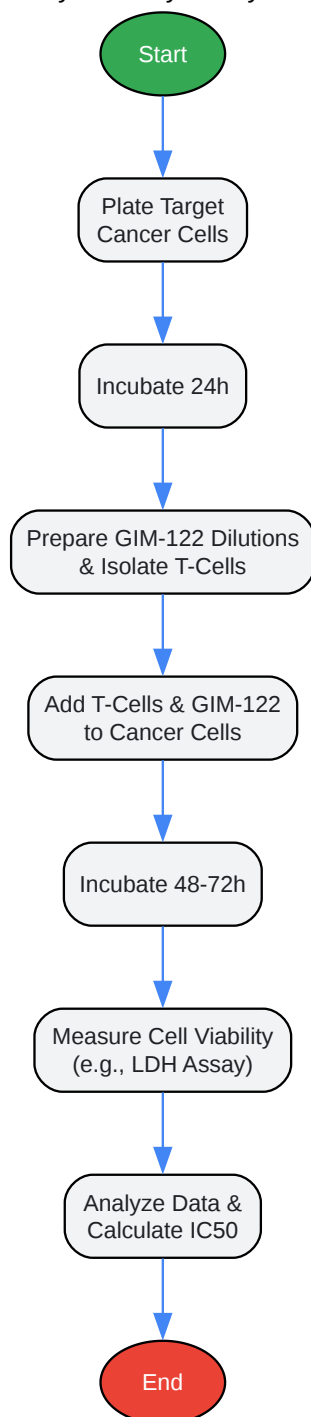 Start
Plate Target
Cancer Cells
Incubate 24h
Prepare GIM-122 Dilutions
& Isolate T-Cells
Add T-Cells & GIM-122
to Cancer Cells
Incubate 48-72h
Measure Cell Viability
(e.g., LDH Assay)
Analyze Data &
Calculate IC50
End